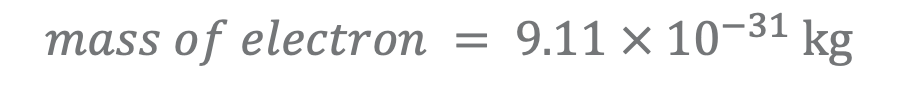 mass of electron = 9.11 × 10⁻³¹ kg